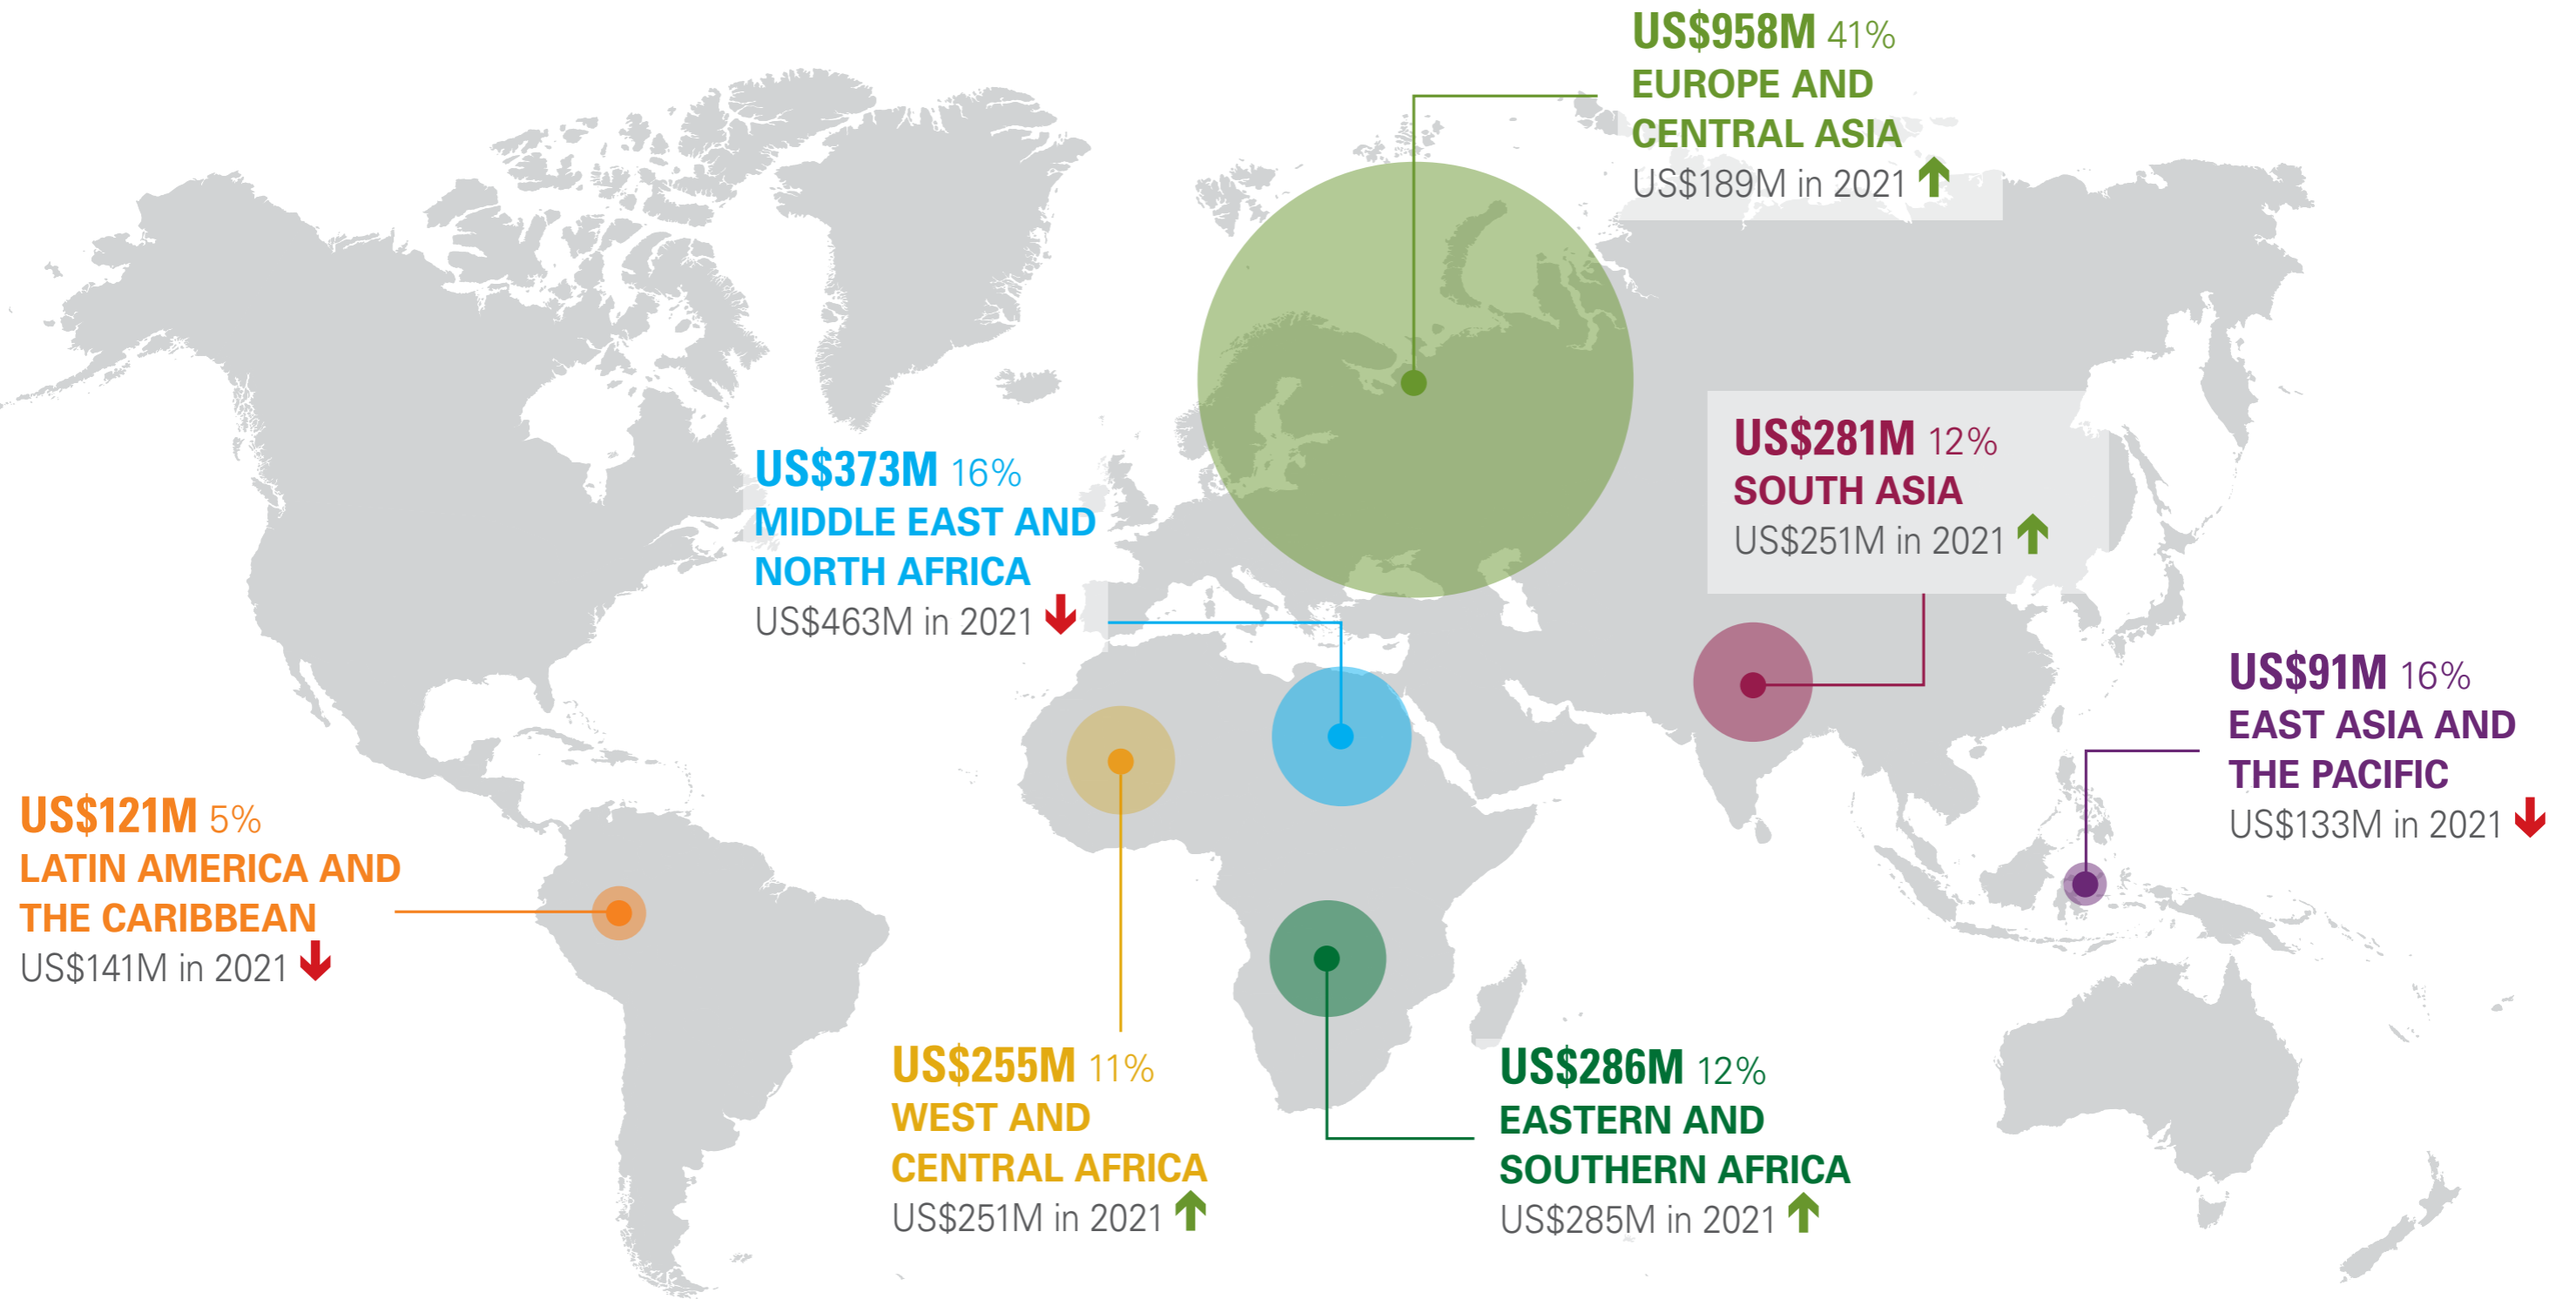 US$958M 41%
EUROPE AND
CENTRAL ASIA
US$189M in 2021
US$373M 16%
MIDDLE EAST AND
NORTH AFRICA
US$463M in 2021
US$281M 12%
SOUTH ASIA
US$251M in 2021
US$91M 16%
EAST ASIA AND
THE PACIFIC
US$133M in 2021
US$121M 5%
LATIN AMERICA AND
THE CARIBBEAN
US$141M in 2021
US$255M 11%
WEST AND
CENTRAL AFRICA
US$251M in 2021
US$286M 12%
EASTERN AND
SOUTHERN AFRICA
US$285M in 2021